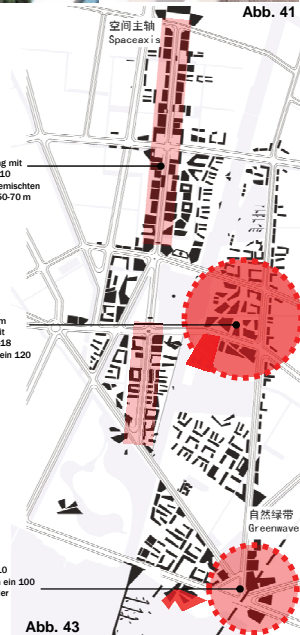 Abb. 41
空间主轴
Spaceaxis
ng mit
10
emischten
50-70 m
m
it
18
ein 120
自然绿带
Greenwave
10
n ein 100
er
Abb. 43